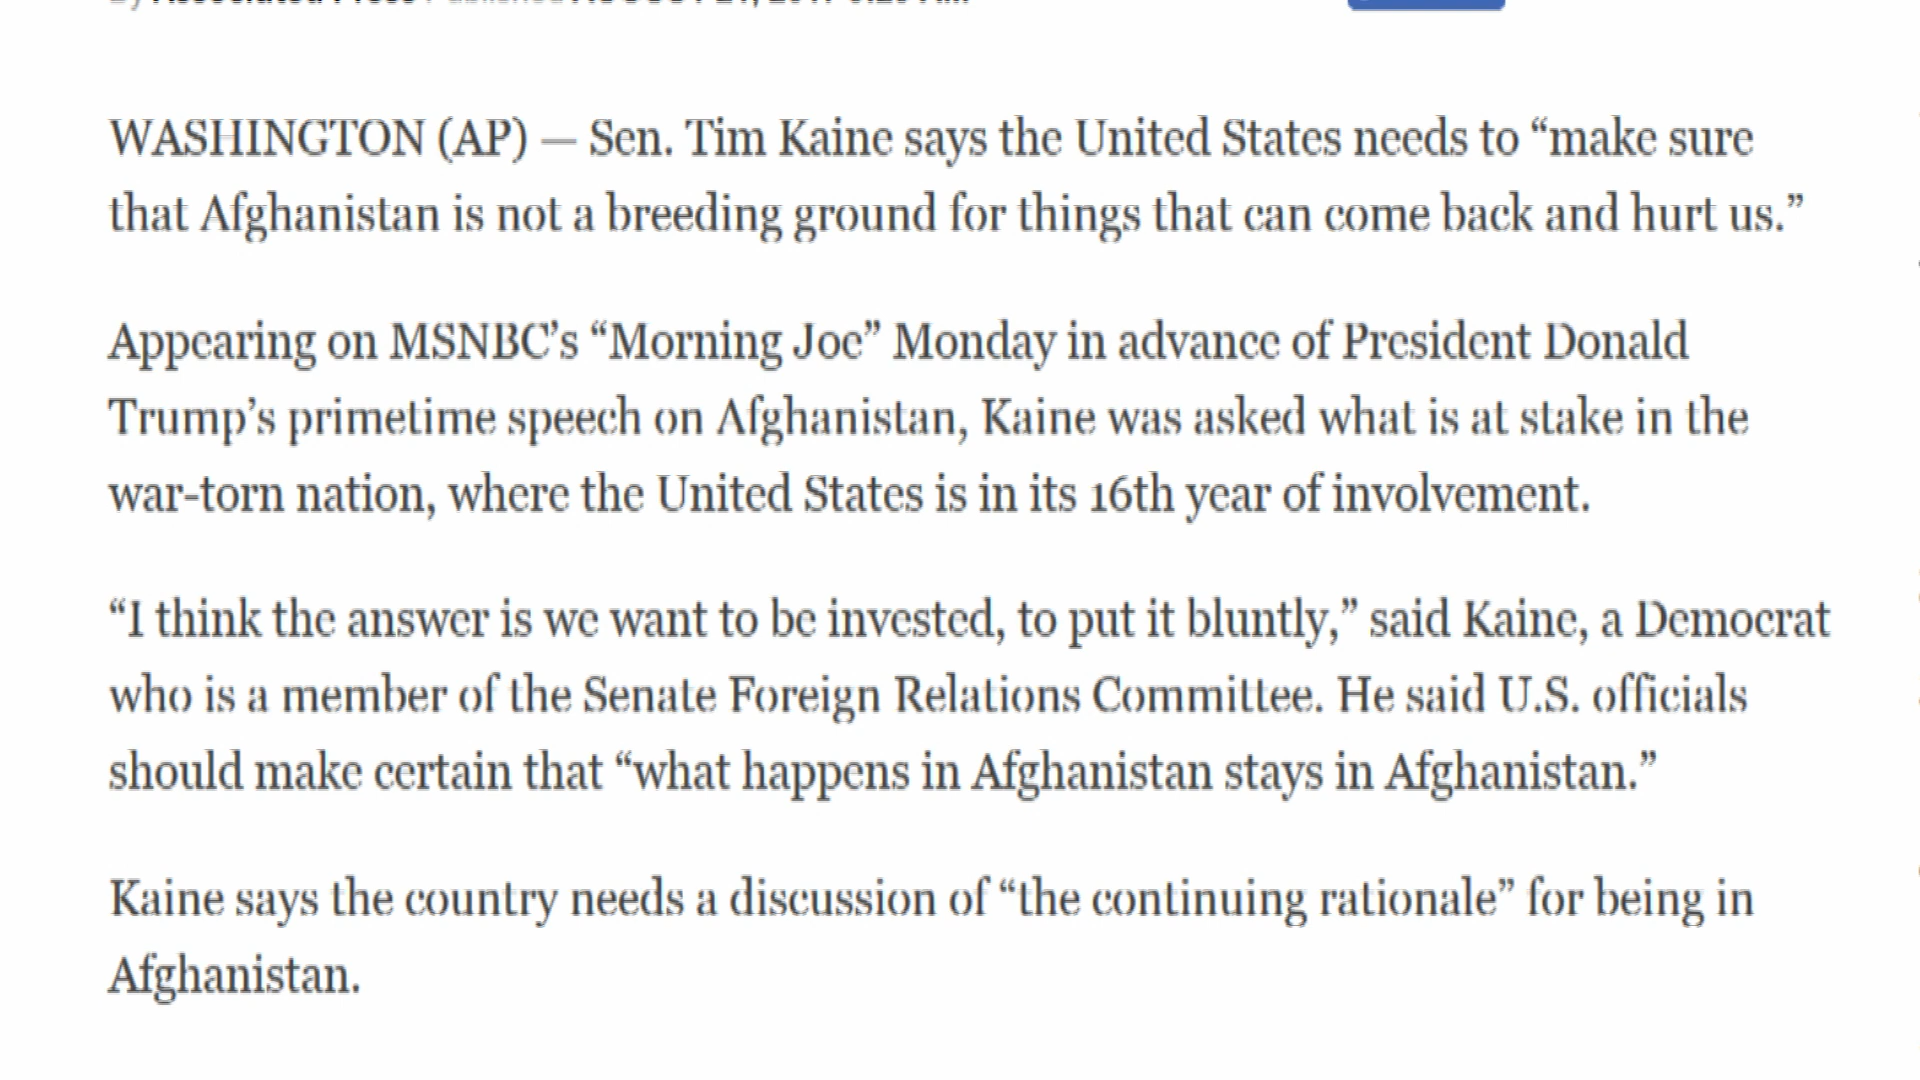 WASHINGTON (AP) — Sen. Tim Kaine says the United States needs to “make sure
that Afghanistan is not a breeding ground for things that can come back and hurt us.”
Appearing on MSNBC’s “Morning Joe” Monday in advance of President Donald
Trump’s primetime speech on Afghanistan, Kaine was asked what is at stake in the
war-torn nation, where the United States is in its 16th year of involvement.
“I think the answer is we want to be invested, to put it bluntly,” said Kaine, a Democrat
who is a member of the Senate Foreign Relations Committee. He said U.S. officials
should make certain that “what happens in Afghanistan stays in Afghanistan.”
Kaine says the country needs a discussion of “the continuing rationale” for being in
Afghanistan.